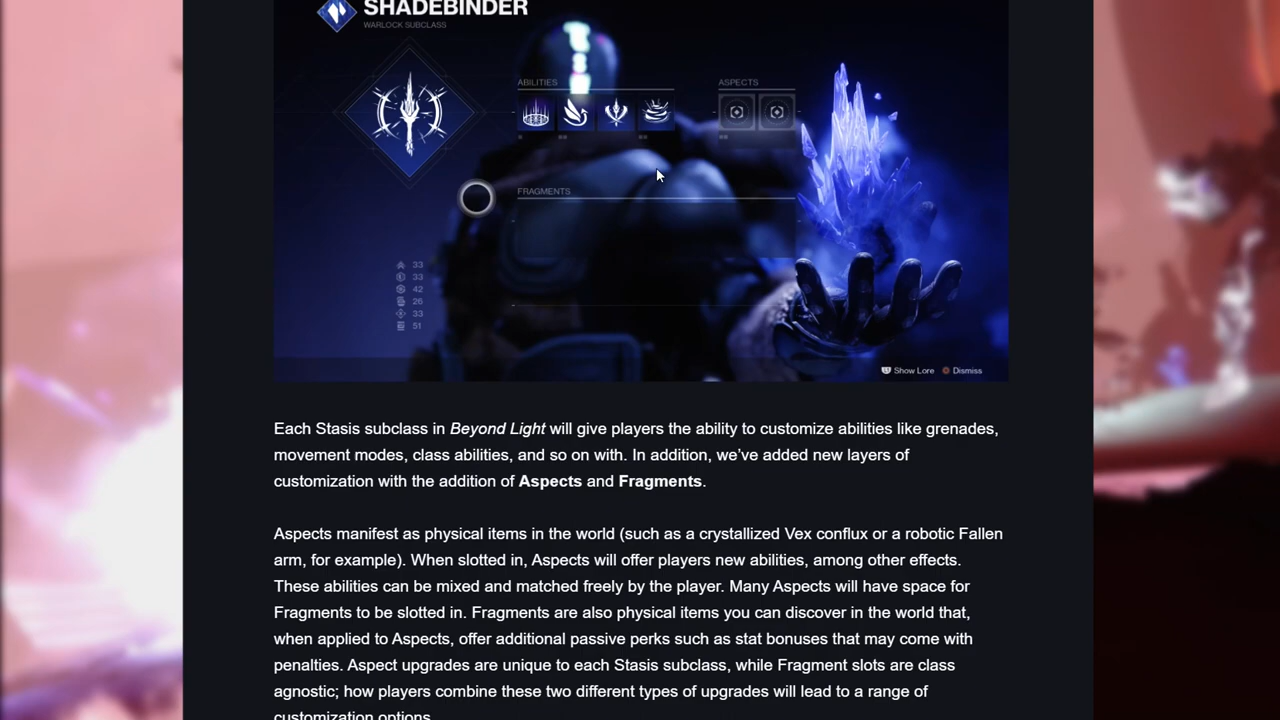 SHADEBINDER
WARLOCK SUBCLASS
ABILITIES
ASPECTS
FRAGMENTS
33
33
42
26
33
51
Show Lore Dismiss
Each Stasis subclass in Beyond Light will give players the ability to customize abilities like grenades,
movement modes, class abilities, and so on with. In addition, we’ve added new layers of
customization with the addition of Aspects and Fragments.
Aspects manifest as physical items in the world (such as a crystallized Vex conflux or a robotic Fallen
arm, for example). When slotted in, Aspects will offer players new abilities, among other effects.
These abilities can be mixed and matched freely by the player. Many Aspects will have space for
Fragments to be slotted in. Fragments are also physical items you can discover in the world that,
when applied to Aspects, offer additional passive perks such as stat bonuses that may come with
penalties. Aspect upgrades are unique to each Stasis subclass, while Fragment slots are class
agnostic; how players combine these two different types of upgrades will lead to a range of
customization options.